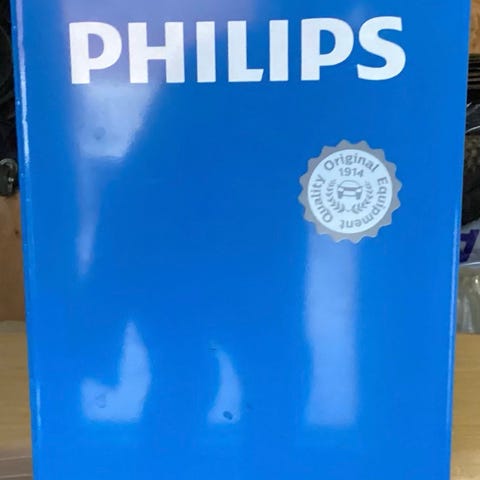 PHILIPS
Original
Equipment
Quality
1914